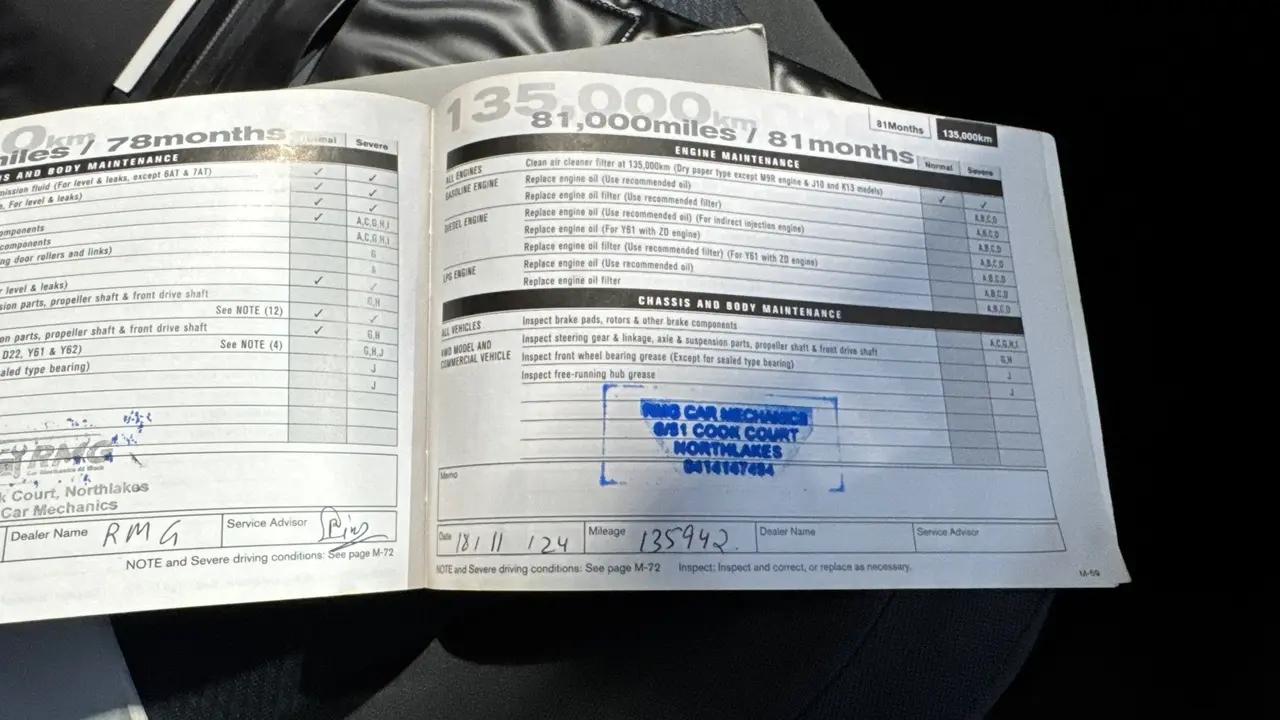 0km
miles / 78months
Normal
Severe
IS AND BODY MAINTENANCE
mission fluid (For level & leaks, except 6AT & 7AT)
✓ ✓
e, For level & leaks)
✓ ✓
✓ ✓
omponents
✓ A,C,G,H,I
components
A,C,G,H,I
ng door rollers and links)
G
r level & leaks)
✓ ✓
sion parts, propeller shaft & front drive shaft
G,H
See NOTE (12)
✓ ✓
on parts, propeller shaft & front drive shaft
✓ G,H
D22, Y61 & Y62)
See NOTE (4)
G,H,J
ealed type bearing)
J
J
RMG
Car Mechanics At Work
k Court, Northlakes
Car Mechanics
Dealer Name RMG
Service Advisor
NOTE and Severe driving conditions: See page M-72
135,000km
81,000miles / 81months
81Months
135,000km
ENGINE MAINTENANCE
Normal
Severe
ALL ENGINES
Clean air cleaner filter at 135,000km (Dry paper type except M9R engine & J10 and K13 models)
GASOLINE ENGINE
Replace engine oil (Use recommended oil)
✓ ✓
Replace engine oil filter (Use recommended filter)
A,B,C,D
DIESEL ENGINE
Replace engine oil (Use recommended oil) (For indirect injection engine)
A,B,C,D
Replace engine oil (For Y61 with ZD engine)
A,B,C,D
Replace engine oil filter (Use recommended filter) (For Y61 with ZD engine)
A,B,C,D
LPG ENGINE
Replace engine oil (Use recommended oil)
A,B,C,D
Replace engine oil filter
A,B,C,D
A,B,C,D
CHASSIS AND BODY MAINTENANCE
ALL VEHICLES
Inspect brake pads, rotors & other brake components
A,C,G,H,I
4WD MODEL AND COMMERCIAL VEHICLE
Inspect steering gear & linkage, axle & suspension parts, propeller shaft & front drive shaft
G,H
Inspect front wheel bearing grease (Except for sealed type bearing)
J
Inspect free-running hub grease
J
RMG CAR MECHANICS
6/81 COOK COURT
NORTHLAKES
0414147494
Memo
Date 18/11/24
Mileage 135942.
Dealer Name
Service Advisor
NOTE and Severe driving conditions: See page M-72
Inspect: Inspect and correct, or replace as necessary.
M-69